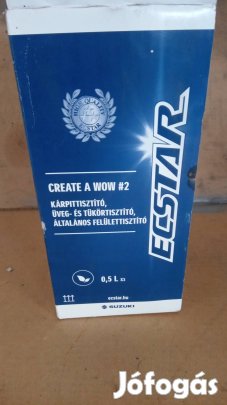 ECSTAR
CREATE A WOW #2
KÁRPITTISZTÍTÓ,
ÜVEG- ÉS TÜKÖRTISZTÍTÓ,
ÁLTALÁNOS FELÜLETTISZTÍTÓ
0,5 L
ecstar.hu
SUZUKI
Jófogás